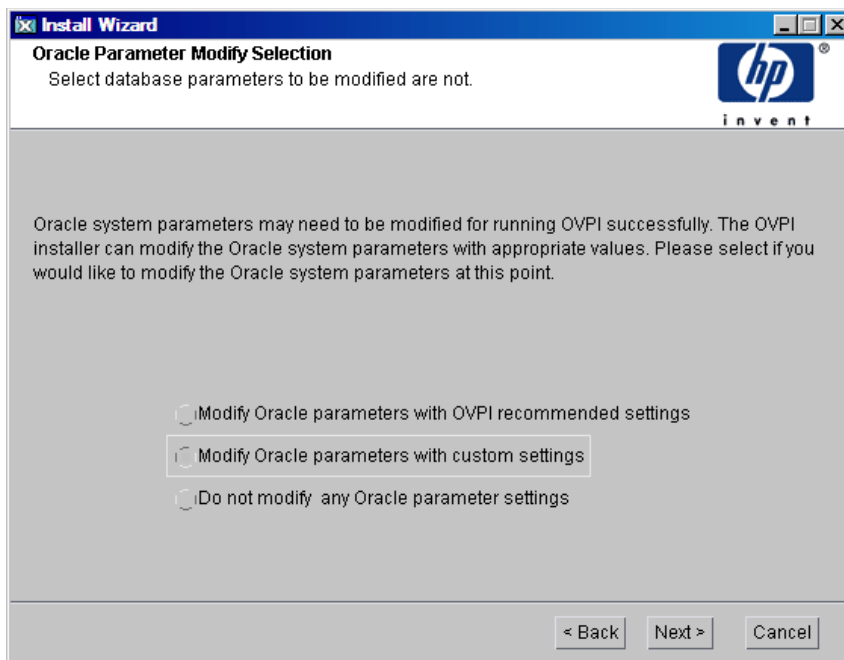 Install Wizard
Oracle Parameter Modify Selection
Select database parameters to be modified are not.
hp
®
invent
Oracle system parameters may need to be modified for running OVPI successfully. The OVPI
installer can modify the Oracle system parameters with appropriate values. Please select if you
would like to modify the Oracle system parameters at this point.
Modify Oracle parameters with OVPI recommended settings
Modify Oracle parameters with custom settings
Do not modify any Oracle parameter settings
< Back Next > Cancel